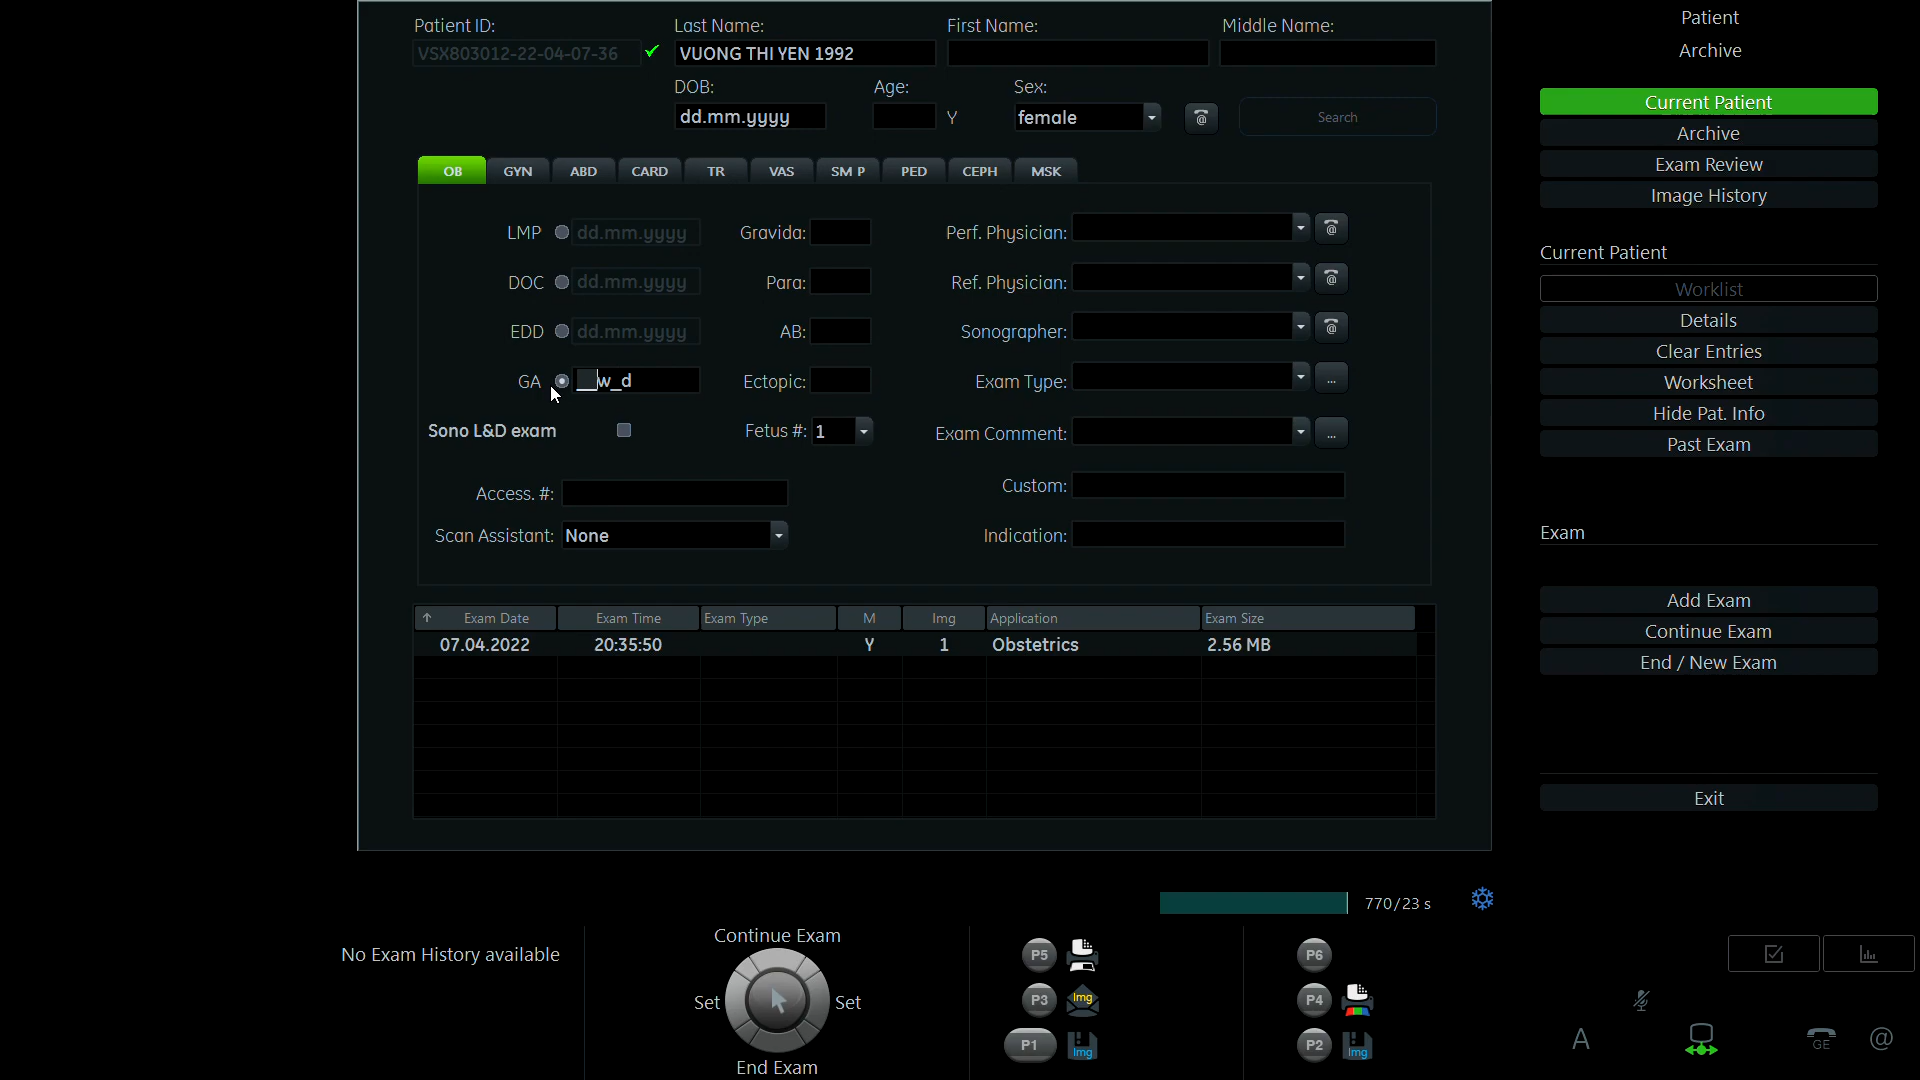 Patient ID: Last Name: First Name: Middle Name:
VSX803012-22-04-07-36 VUONG THI YEN 1992
DOB: Age: Sex:
dd.mm.yyyy Y female Search
OB GYN ABD CARD TR VAS SM P PED CEPH MSK
LMP dd.mm.yyyy Gravida: Perf. Physician:
DOC dd.mm.yyyy Para: Ref. Physician:
EDD dd.mm.yyyy AB: Sonographer:
GA __w_d Ectopic: Exam Type: ...
Sono L&D exam Fetus #: 1 Exam Comment: ...
Access. #: Custom:
Scan Assistant: None Indication:
Exam Date Exam Time Exam Type M Img Application Exam Size
07.04.2022 20:35:50 Y 1 Obstetrics 2.56 MB
Patient
Archive
Current Patient
Archive
Exam Review
Image History
Current Patient
Worklist
Details
Clear Entries
Worksheet
Hide Pat. Info
Past Exam
Exam
Add Exam
Continue Exam
End / New Exam
Exit
770/23 s
No Exam History available
Continue Exam
Set Set
End Exam
P5
P3 Img
P1 Img
P6
P4
P2 Img
A GE @